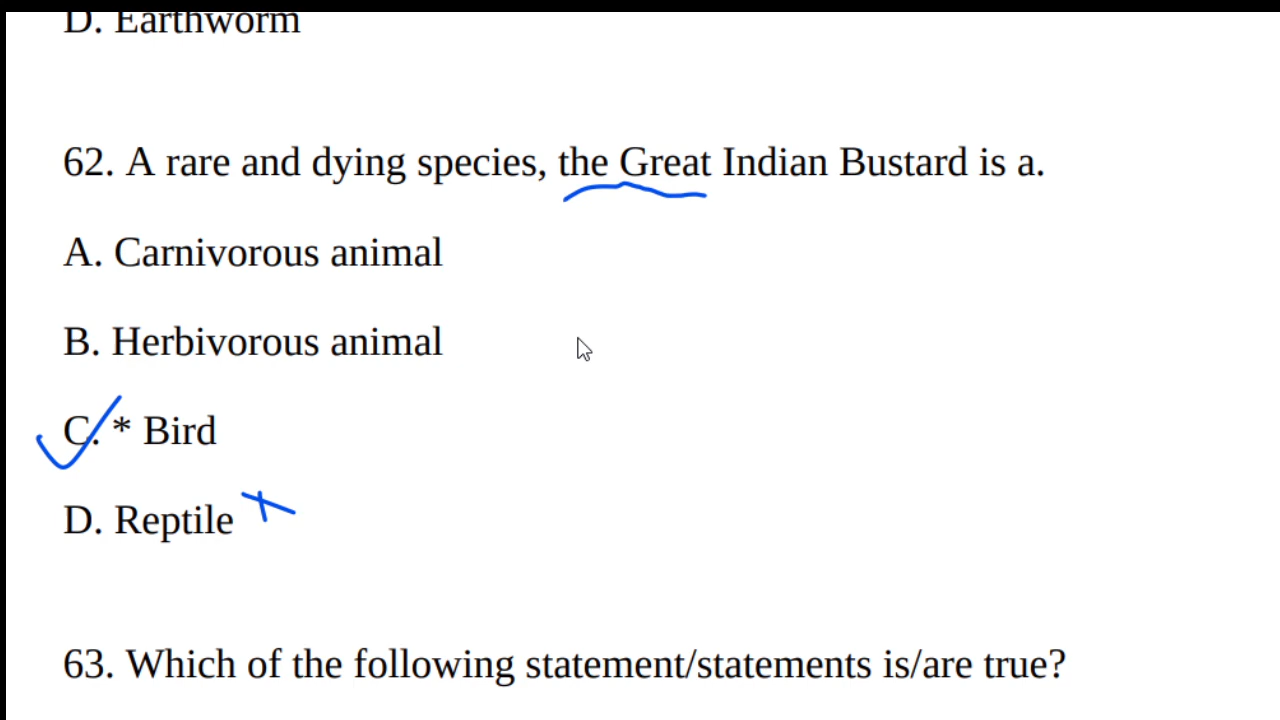 D. Earthworm
62. A rare and dying species, the Great Indian Bustard is a.
A. Carnivorous animal
B. Herbivorous animal
C. * Bird
D. Reptile
63. Which of the following statement/statements is/are true?